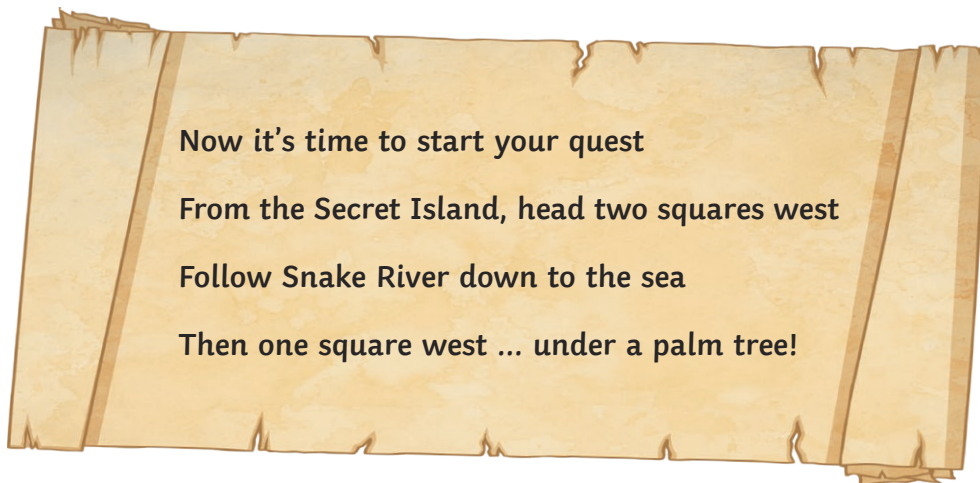 Now it's time to start your quest
From the Secret Island, head two squares west
Follow Snake River down to the sea
Then one square west ... under a palm tree!